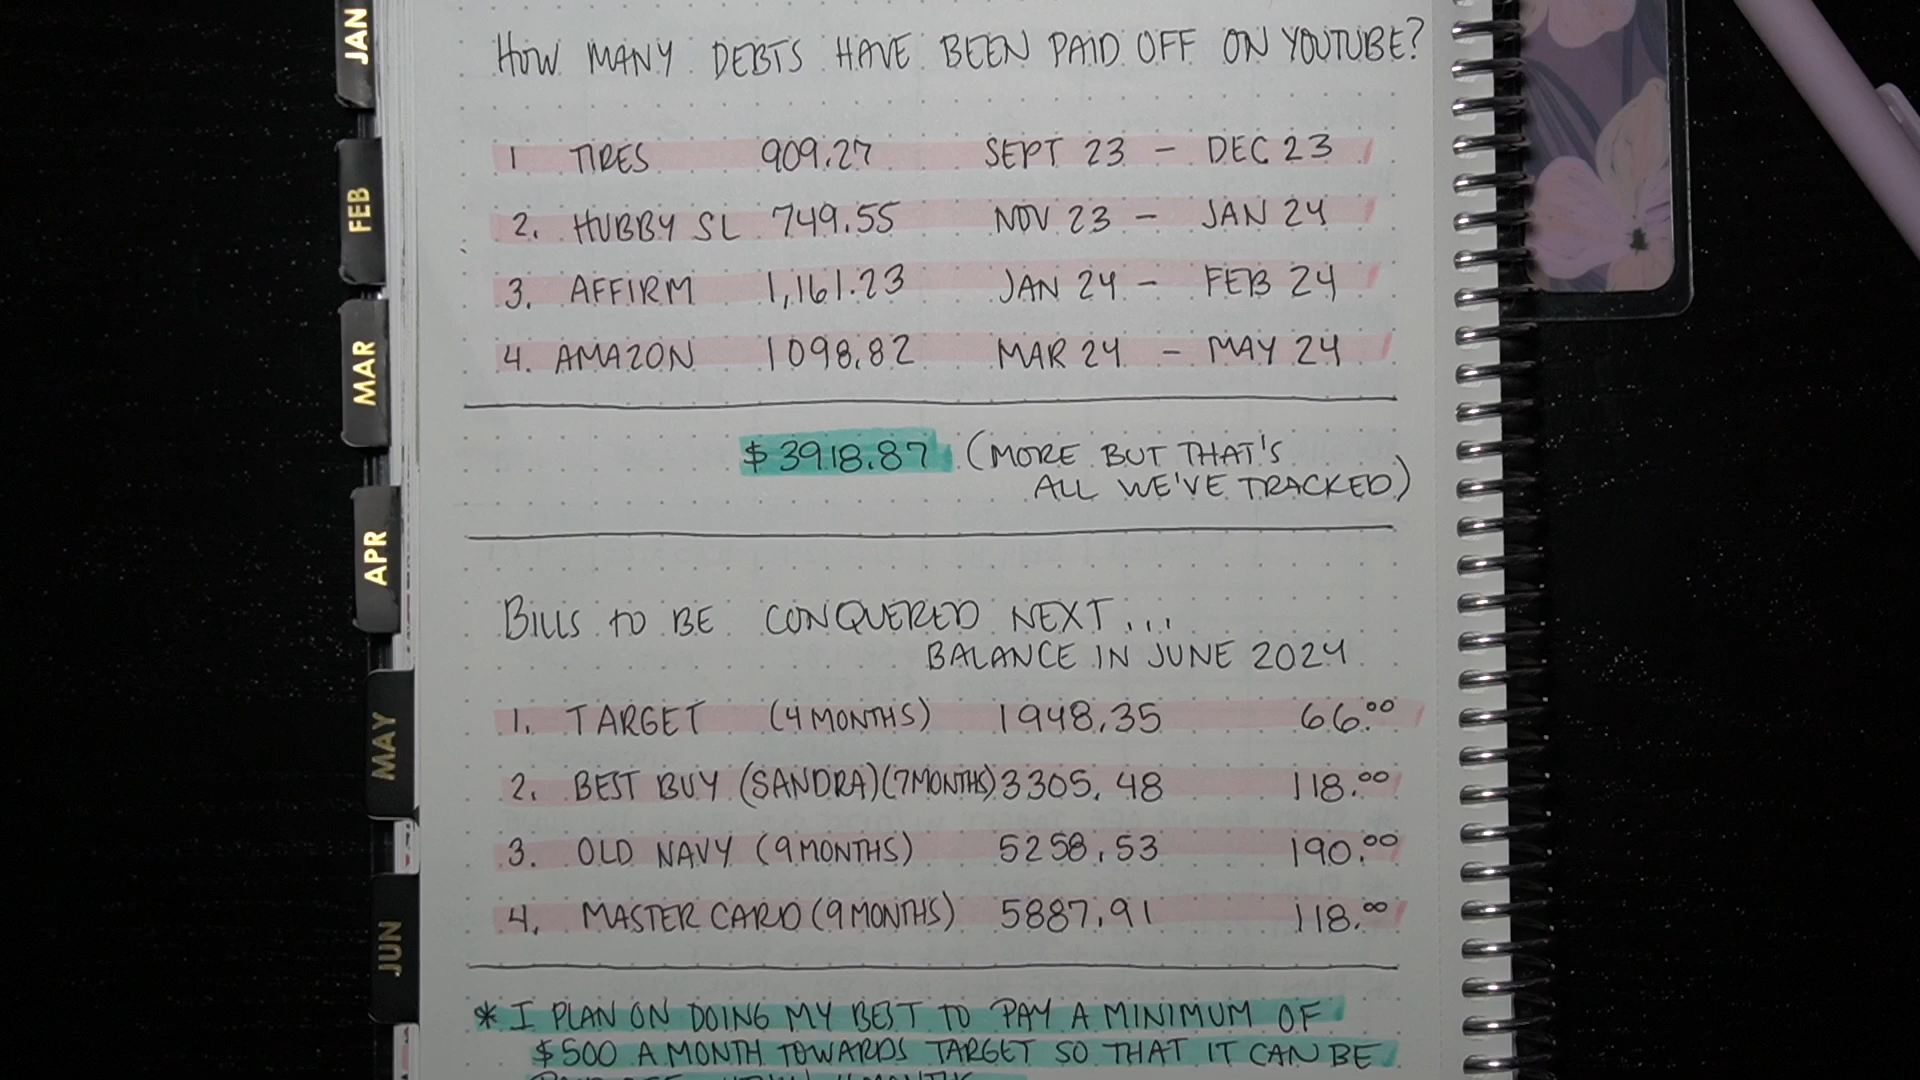 JAN
FEB
MAR
APR
MAY
JUN
HOW MANY DEBTS HAVE BEEN PAID OFF ON YOUTUBE?
1 TIRES 909.27 SEPT 23 - DEC 23
2. HUBBY SL 749.55 NOV 23 - JAN 24
3. AFFIRM 1,161.23 JAN 24 - FEB 24
4. AMAZON 1098.82 MAR 24 - MAY 24
$3918.87 (MORE BUT THAT'S
ALL WE'VE TRACKED)
BILLS TO BE CONQUERED NEXT...
BALANCE IN JUNE 2024
1. TARGET (4 MONTHS) 1948.35 66.00
2. BEST BUY (SANDRA) (7 MONTHS) 3305.48 118.00
3. OLD NAVY (9 MONTHS) 5258.53 190.00
4. MASTER CARD (9 MONTHS) 5887.91 118.00
* I PLAN ON DOING MY BEST TO PAY A MINIMUM OF
$500 A MONTH TOWARDS TARGET SO THAT IT CAN BE